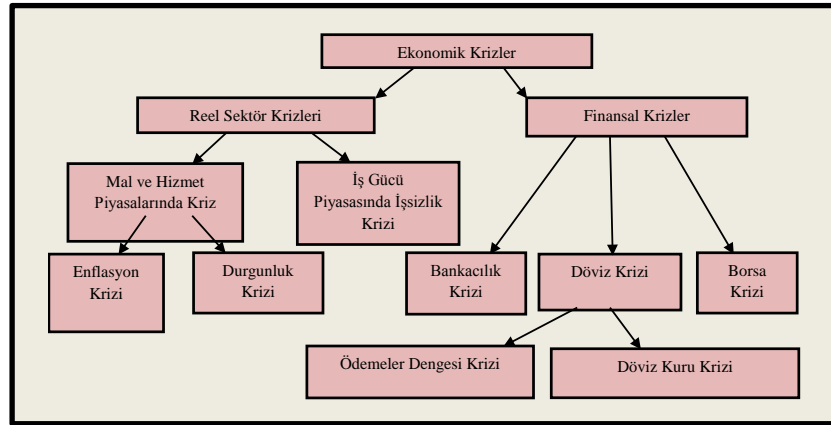 Ekonomik Krizler
Reel Sektör Krizleri
Finansal Krizler
Mal ve Hizmet
Piyasalarında Kriz
İş Gücü
Piyasasında İşsizlik
Krizi
Enflasyon
Krizi
Durgunluk
Krizi
Bankacılık
Krizi
Döviz Krizi
Borsa
Krizi
Ödemeler Dengesi Krizi
Döviz Kuru Krizi